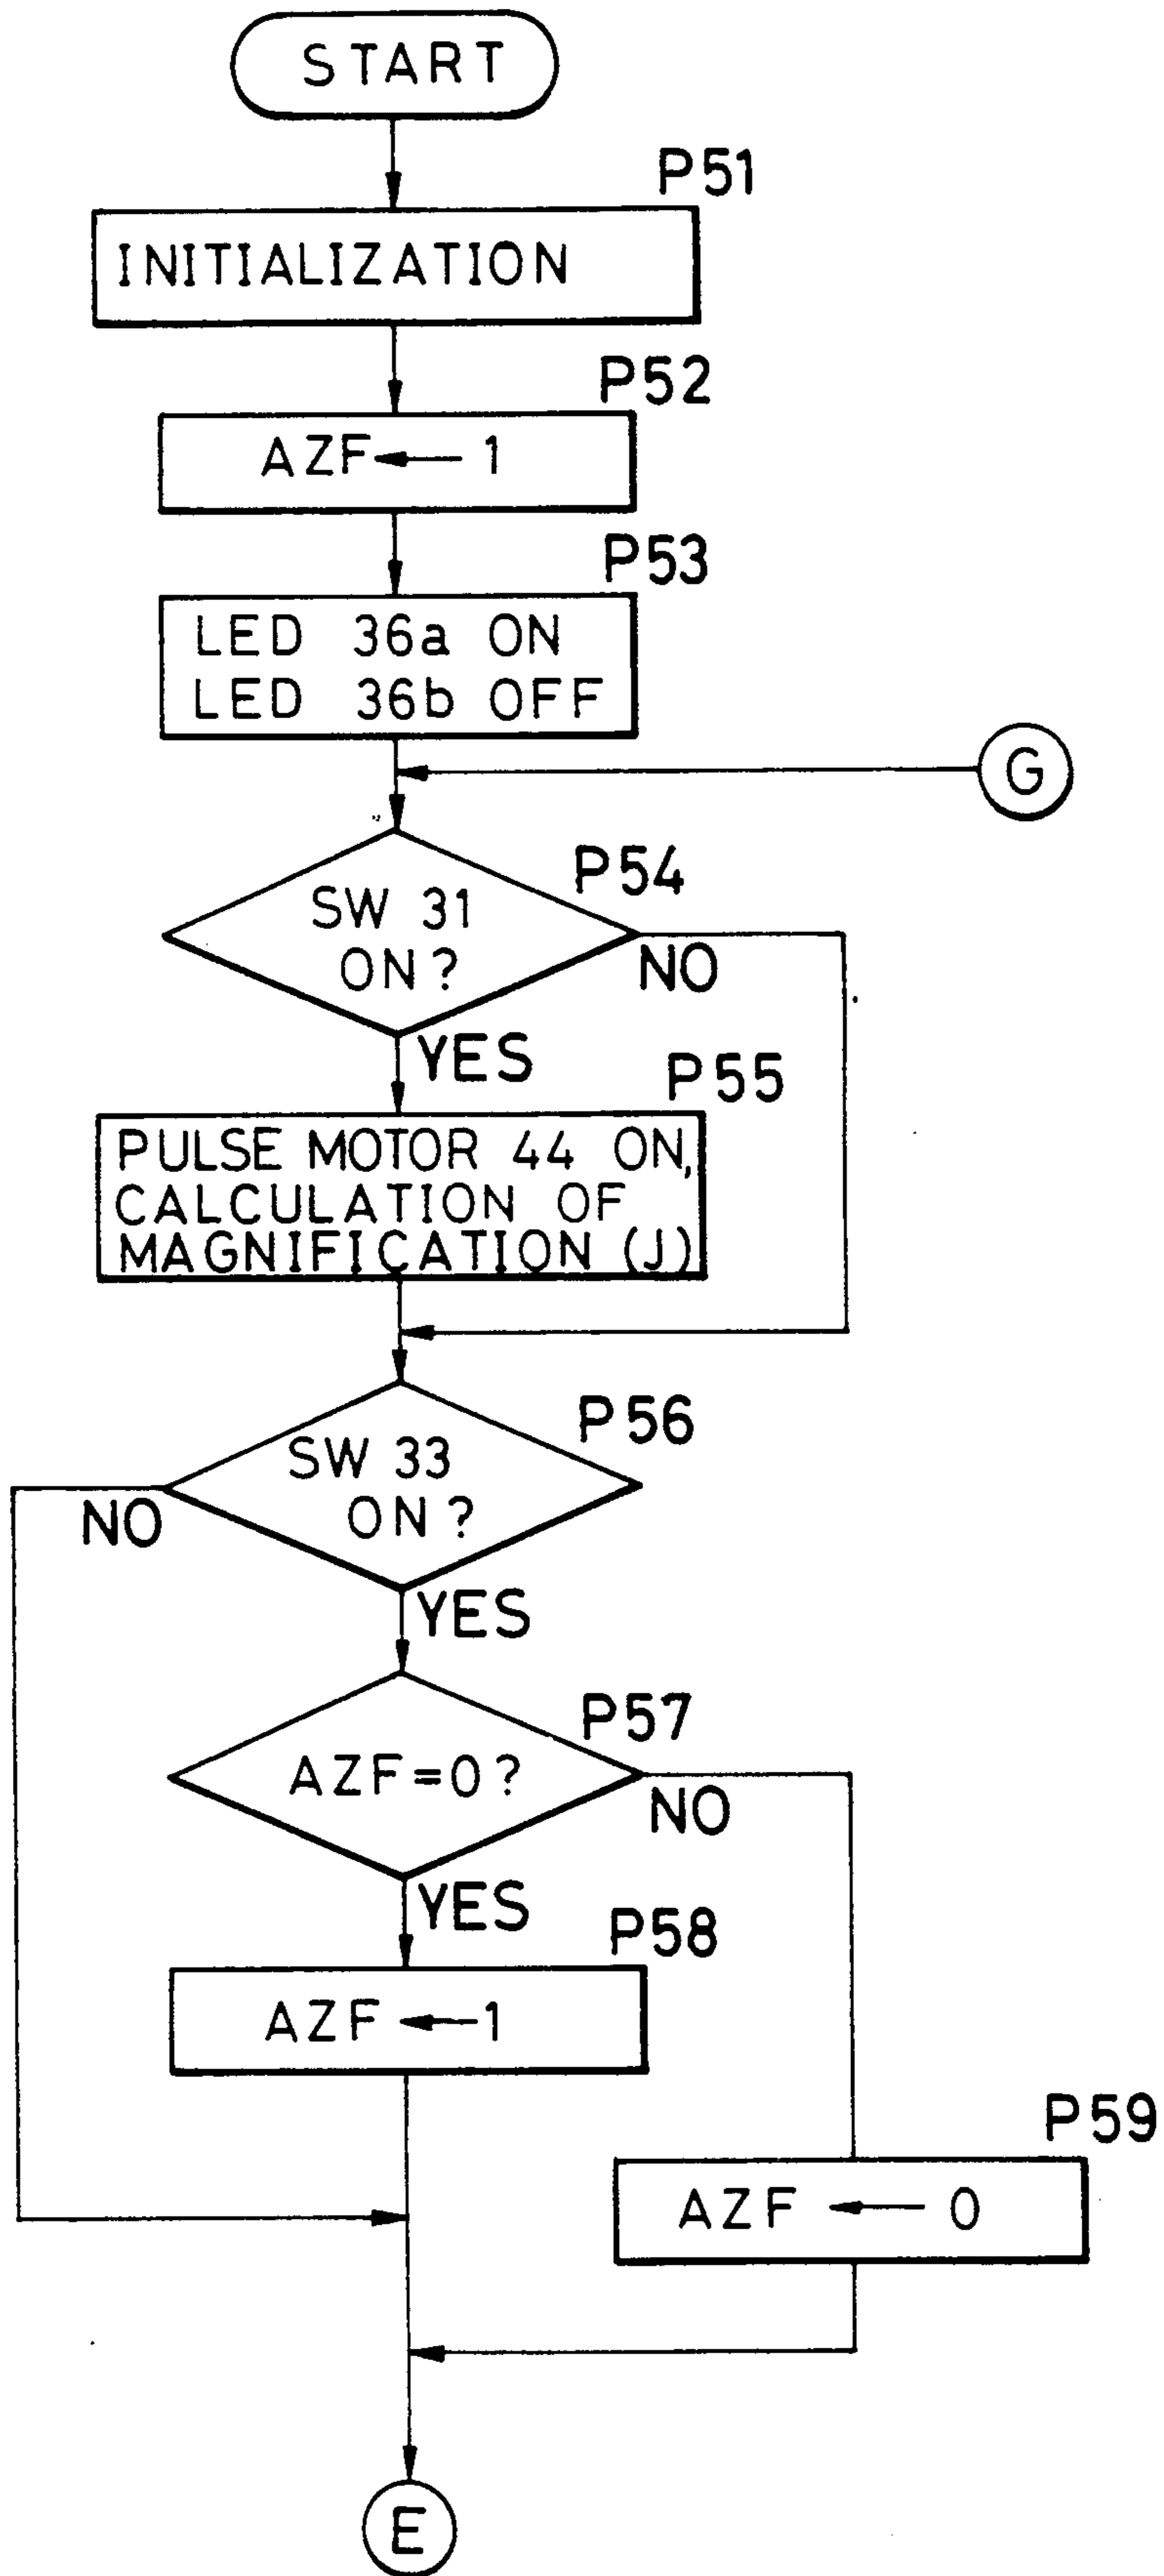 START
P51
INITIALIZATION
P52
AZF ← 1
P53
LED 36a ON
LED 36b OFF
G
P54
SW 31
ON?
NO
YES
P55
PULSE MOTOR 44 ON,
CALCULATION OF
MAGNIFICATION (J)
P56
SW 33
ON?
NO
YES
P57
AZF=0?
NO
YES
P58
AZF ← 1
P59
AZF ← 0
E